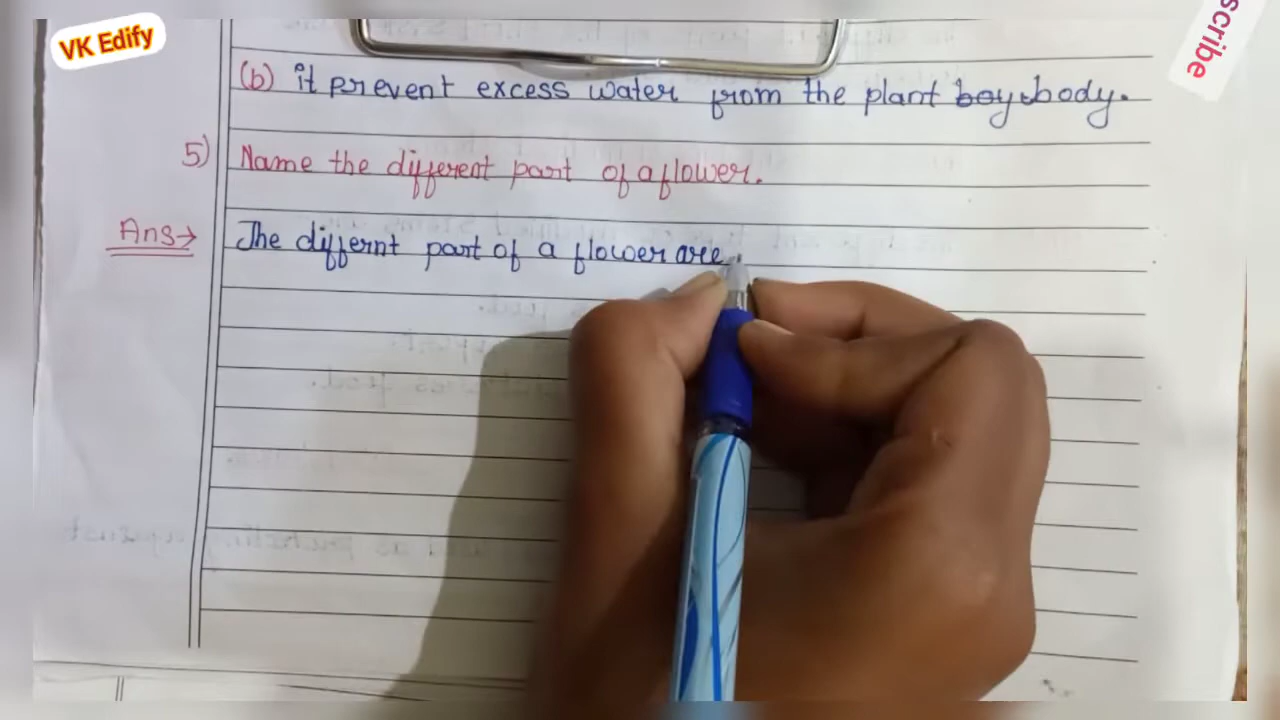 VK Edify
scribe
(b) it prevent excess water from the plant boy body.
5) Name the different part of a flower.
Ans→ The differnt part of a flower are